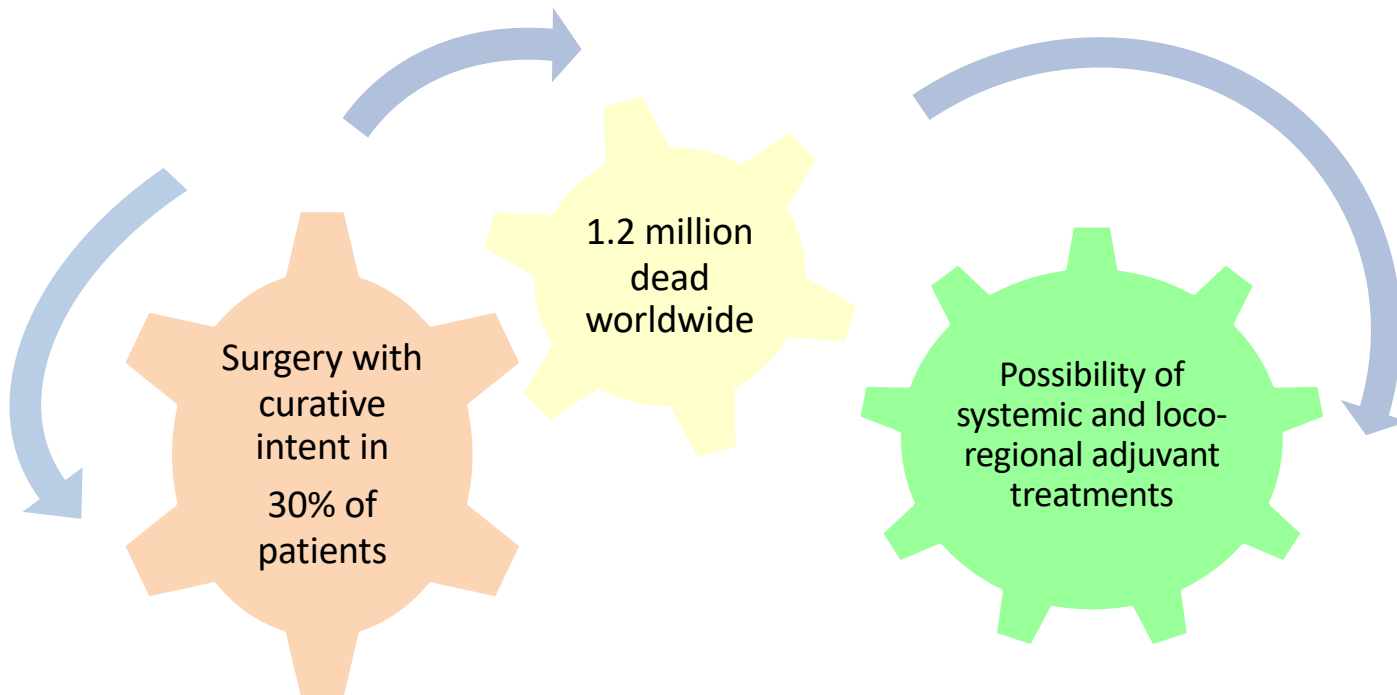 Surgery with
curative
intent in
30% of
patients
1.2 million
dead
worldwide
Possibility of
systemic and loco-
regional adjuvant
treatments